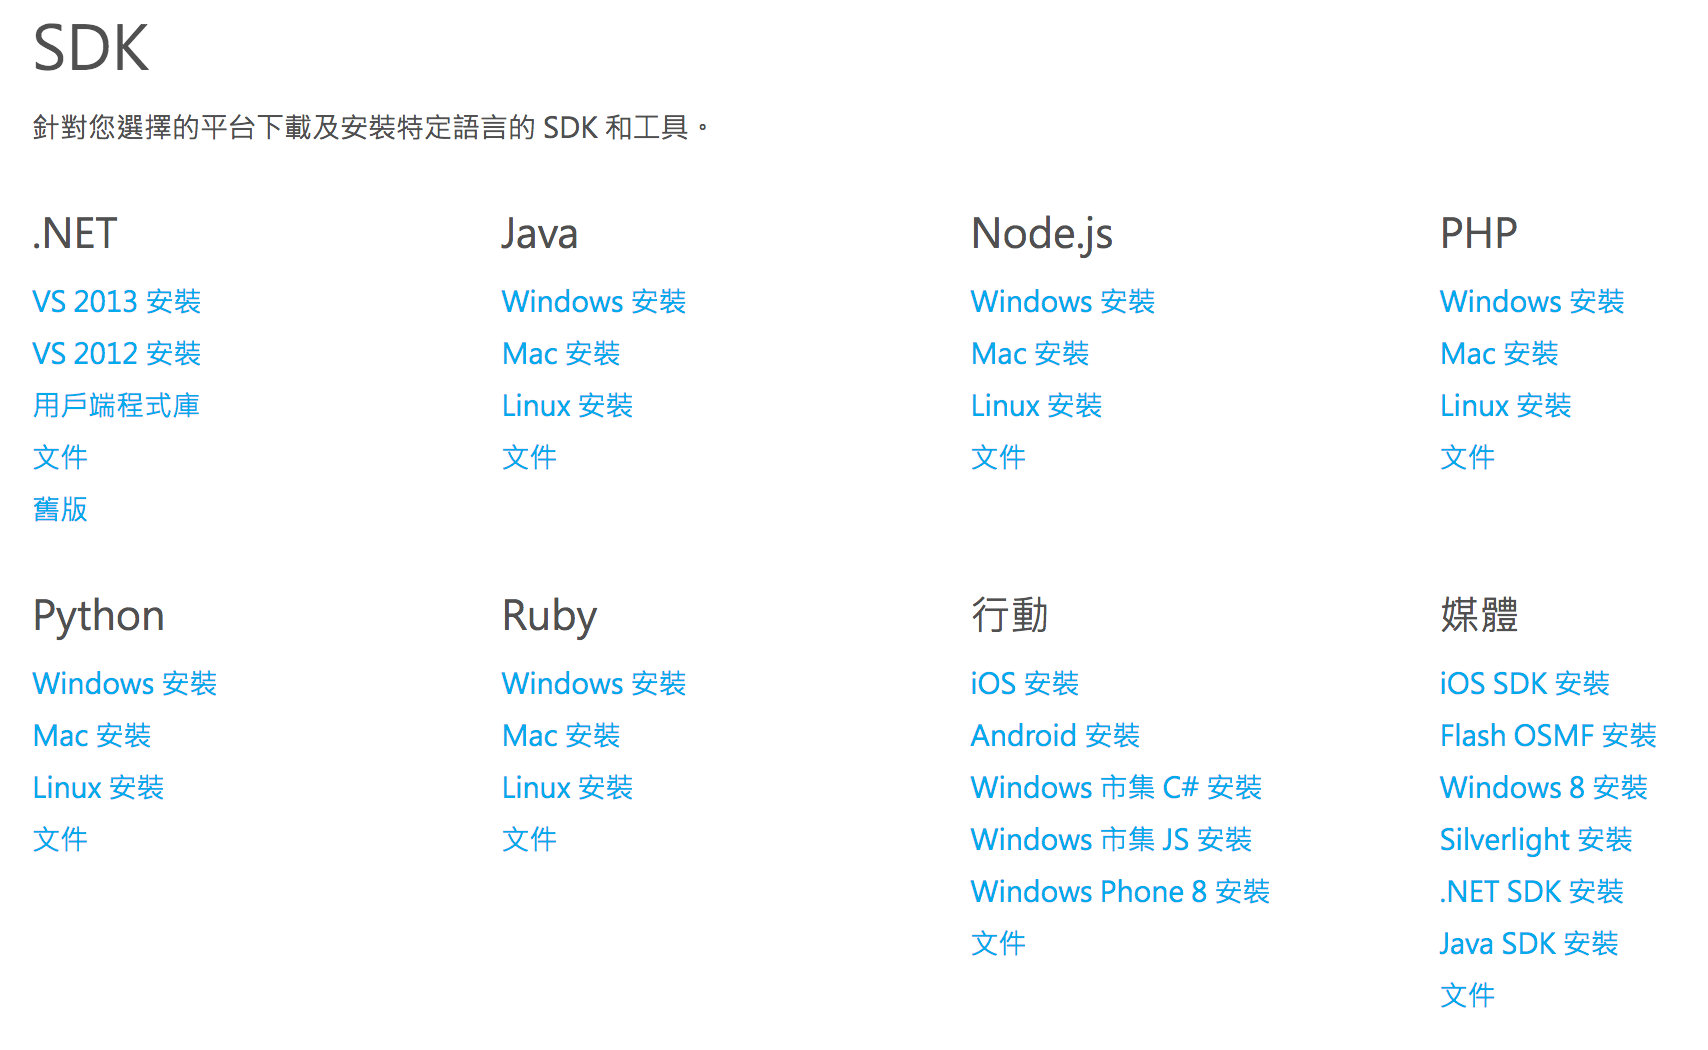 SDK
針對您選擇的平台下載及安裝特定語言的 SDK 和工具。
.NET
VS 2013 安裝
VS 2012 安裝
用戶端程式庫
文件
舊版
Java
Windows 安裝
Mac 安裝
Linux 安裝
文件
Node.js
Windows 安裝
Mac 安裝
Linux 安裝
文件
PHP
Windows 安裝
Mac 安裝
Linux 安裝
文件
Python
Windows 安裝
Mac 安裝
Linux 安裝
文件
Ruby
Windows 安裝
Mac 安裝
Linux 安裝
文件
行動
iOS 安裝
Android 安裝
Windows 市集 C# 安裝
Windows 市集 JS 安裝
Windows Phone 8 安裝
文件
媒體
iOS SDK 安裝
Flash OSMF 安裝
Windows 8 安裝
Silverlight 安裝
.NET SDK 安裝
Java SDK 安裝
文件